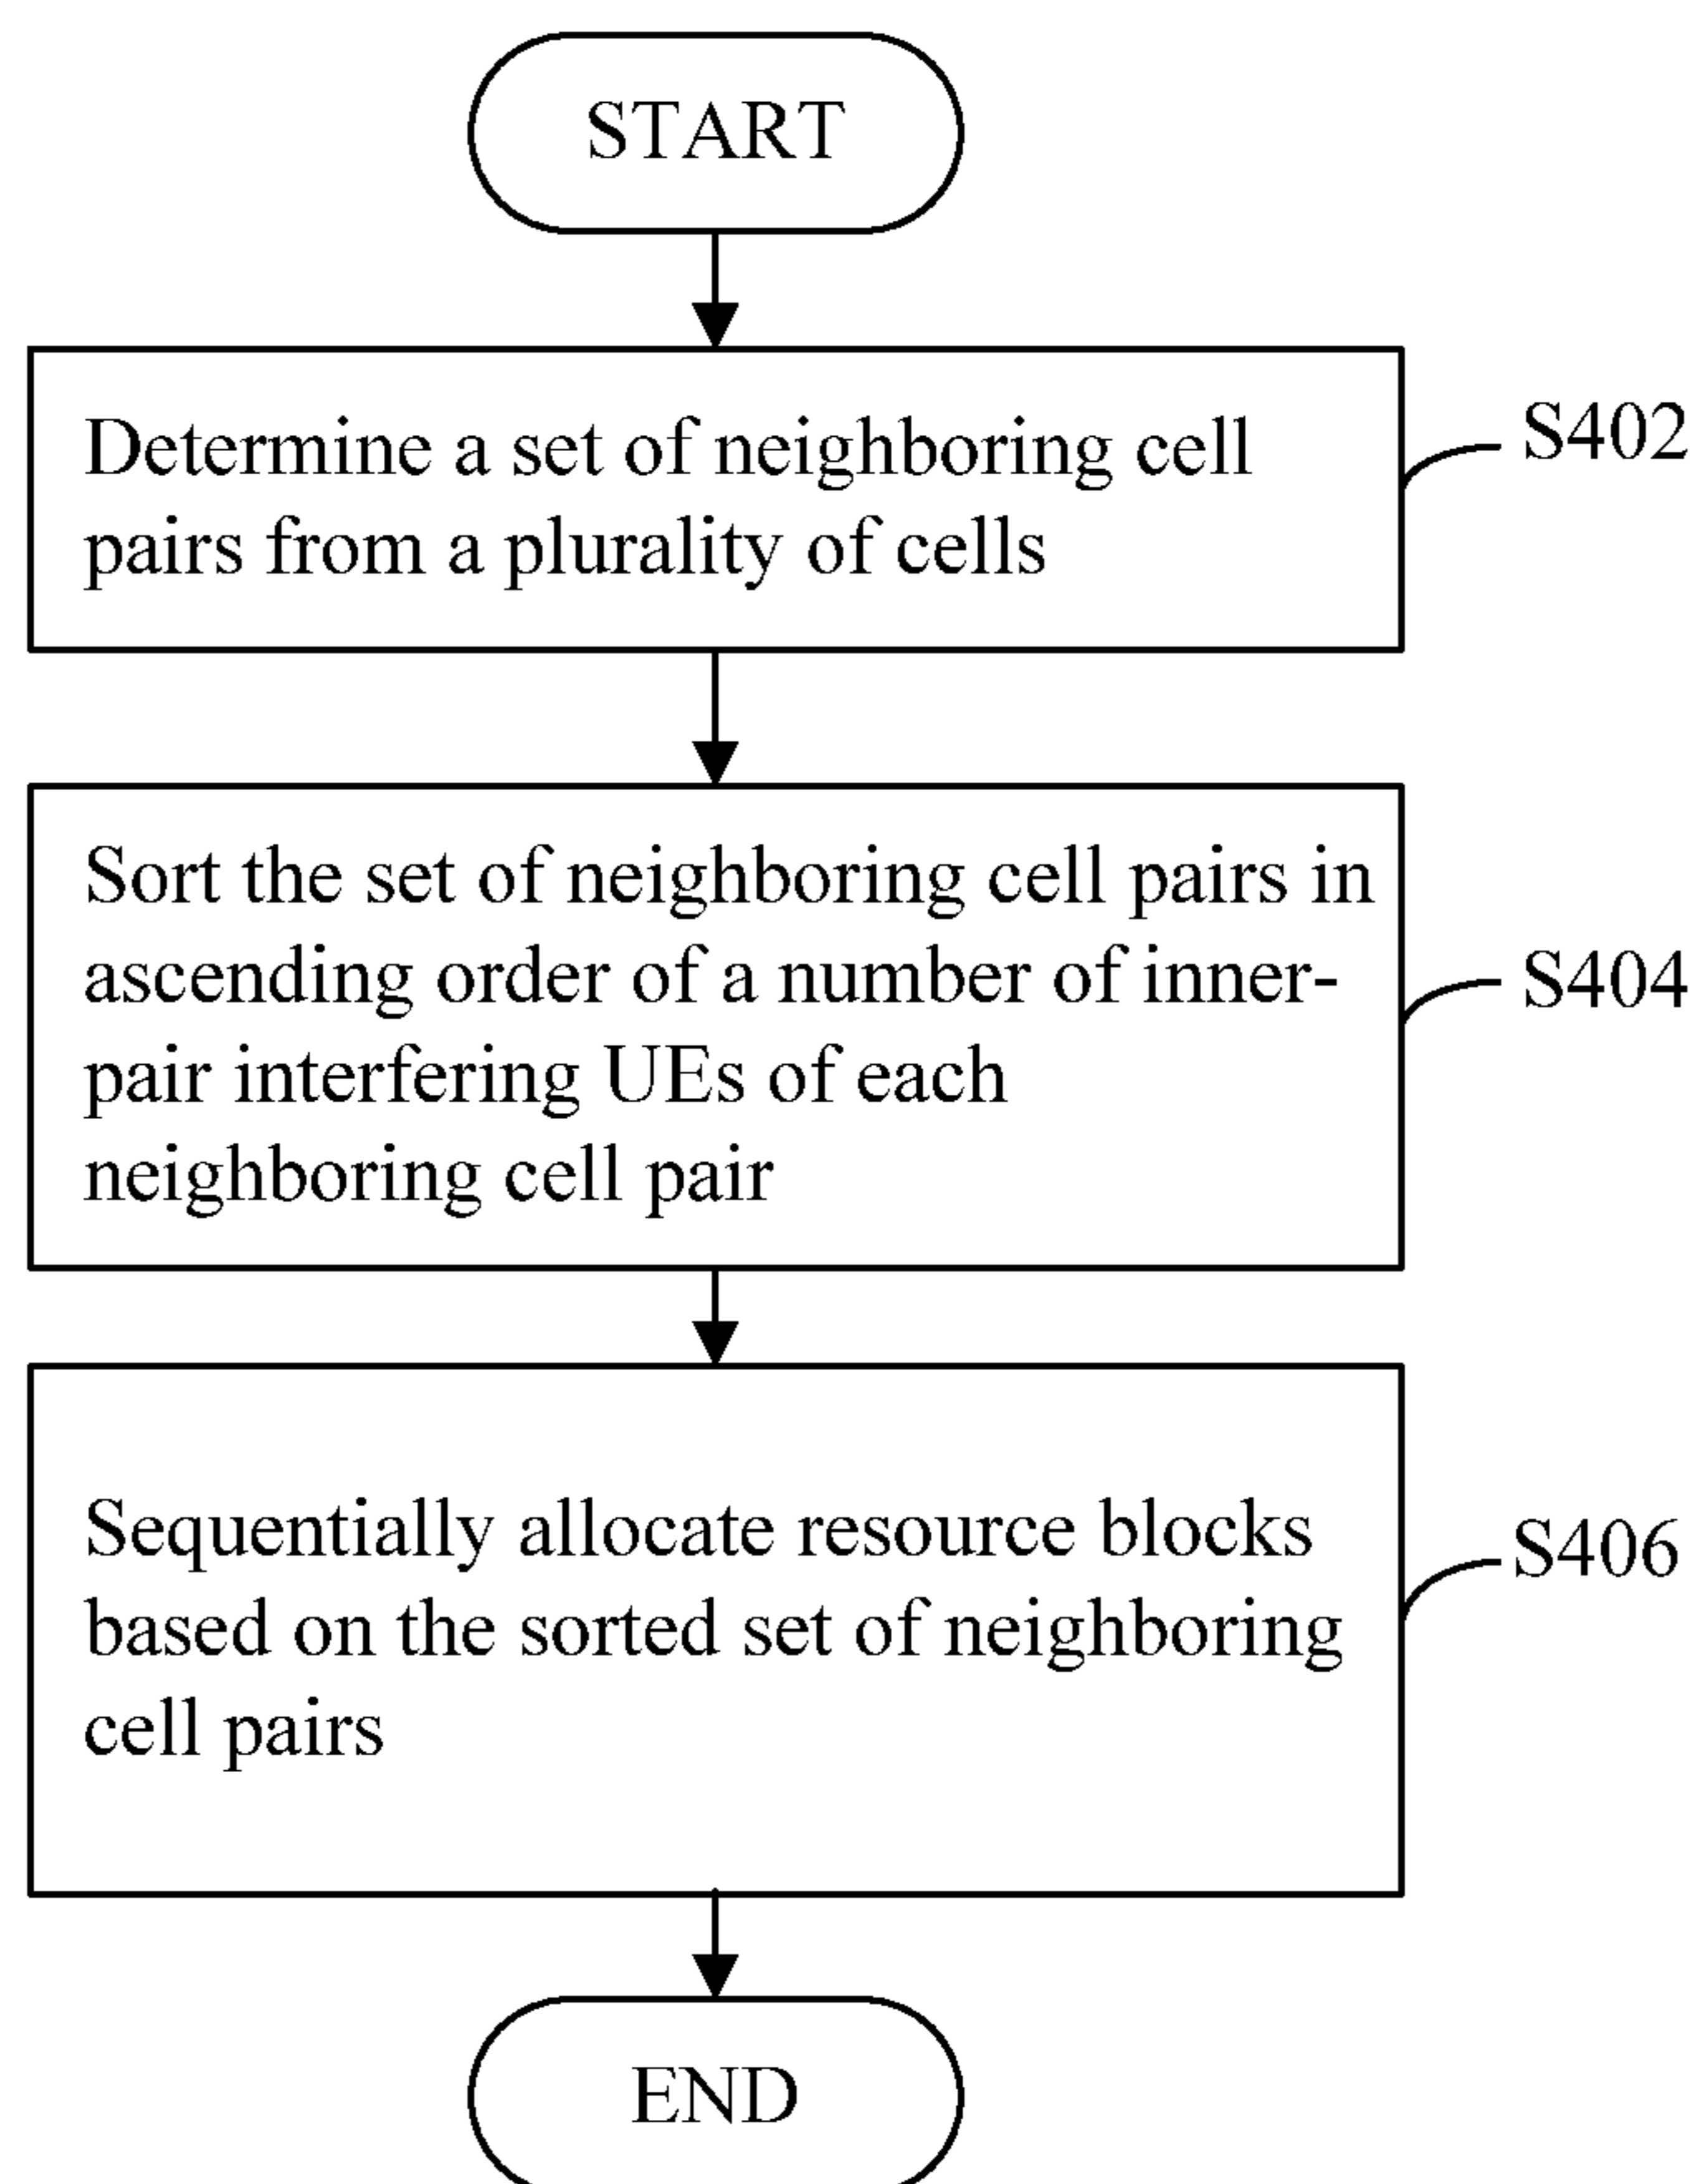 START
Determine a set of neighboring cell
pairs from a plurality of cells
S402
Sort the set of neighboring cell pairs in
ascending order of a number of inner-
pair interfering UEs of each
neighboring cell pair
S404
Sequentially allocate resource blocks
based on the sorted set of neighboring
cell pairs
S406
END